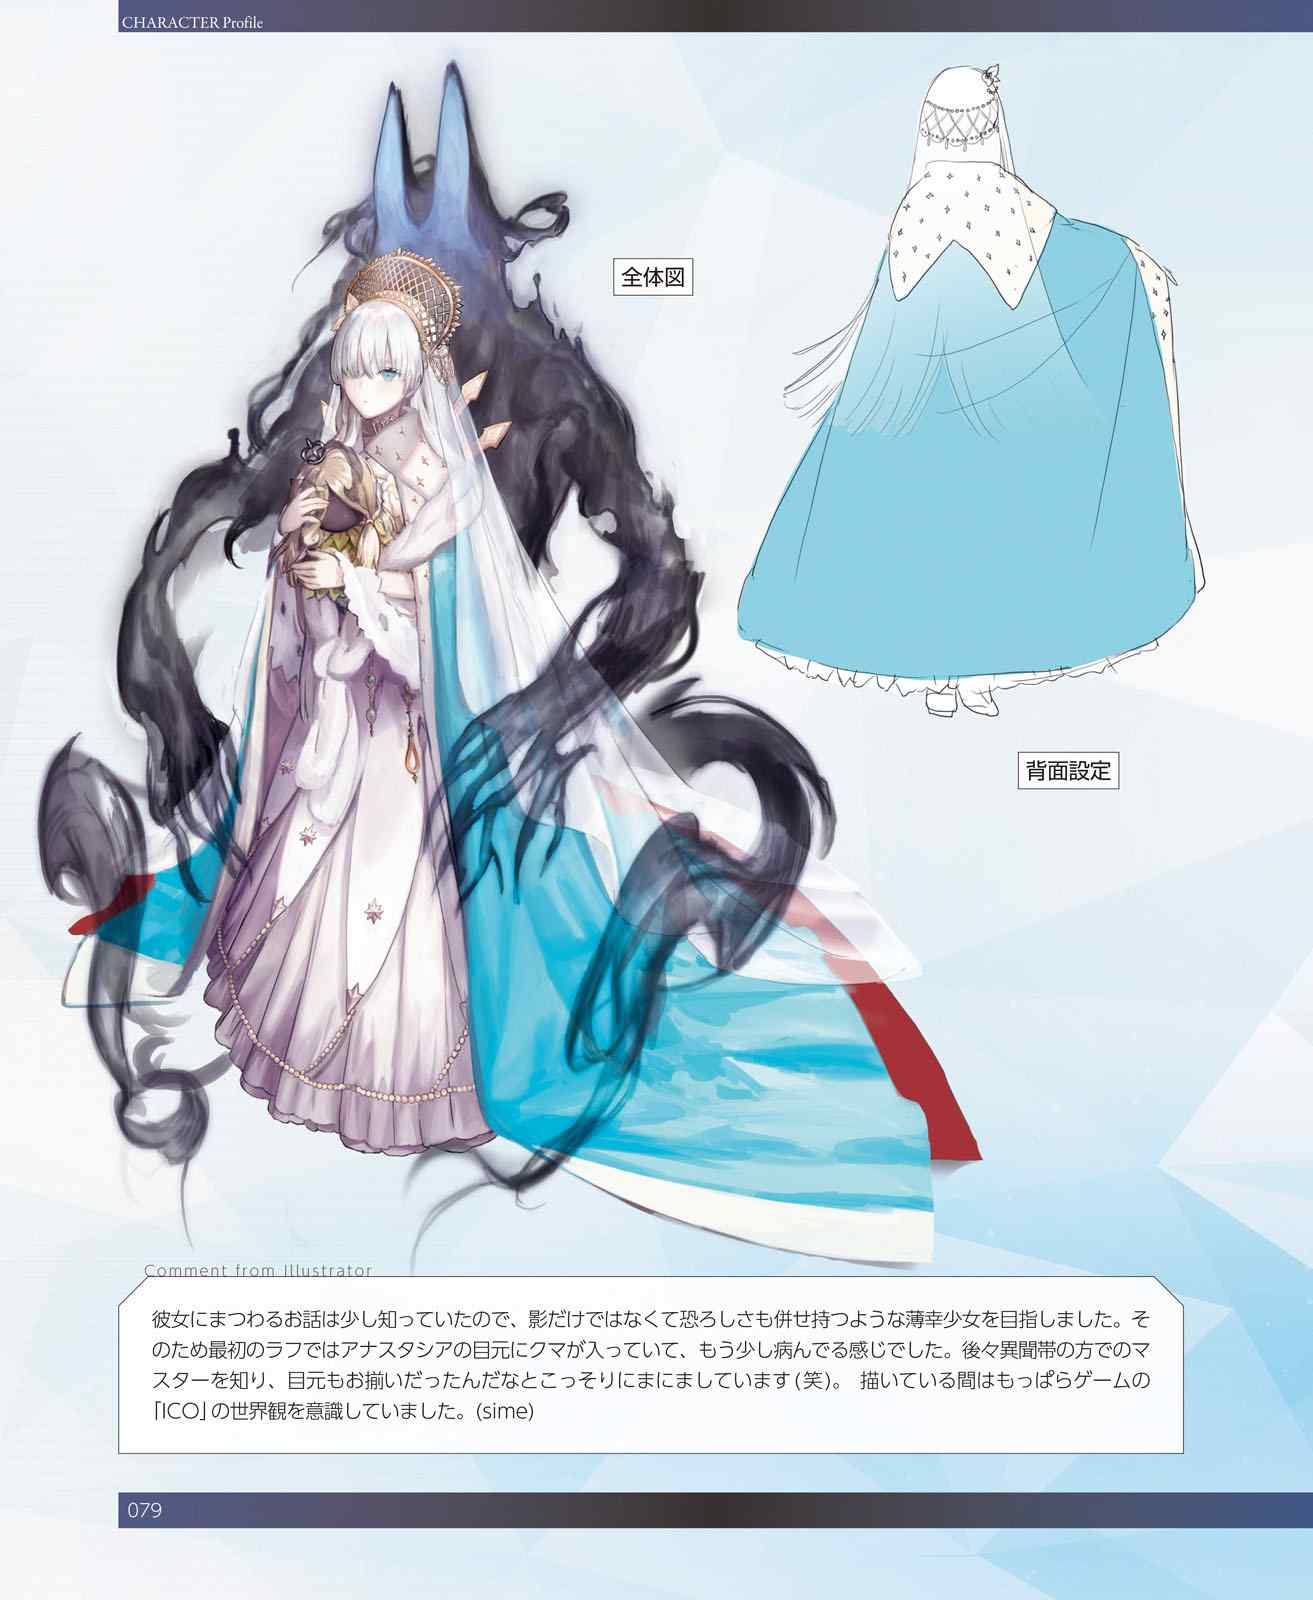 CHARACTER Profile
全体図
背面設定
Comment from Illustrator
彼女にまつわるお話は少し知っていたので、影だけではなくて恐ろしさも併せ持つような薄幸少女を目指しました。そ
のため最初のラフではアナスタシアの目元にクマが入っていて、もう少し病んでる感じでした。後々異聞帯の方でのマ
スターを知り、目元もお揃いだったんだなとこっそりにまにましています(笑)。 描いている間はもっぱらゲームの
「ICO」の世界観を意識していました。(sime)
079